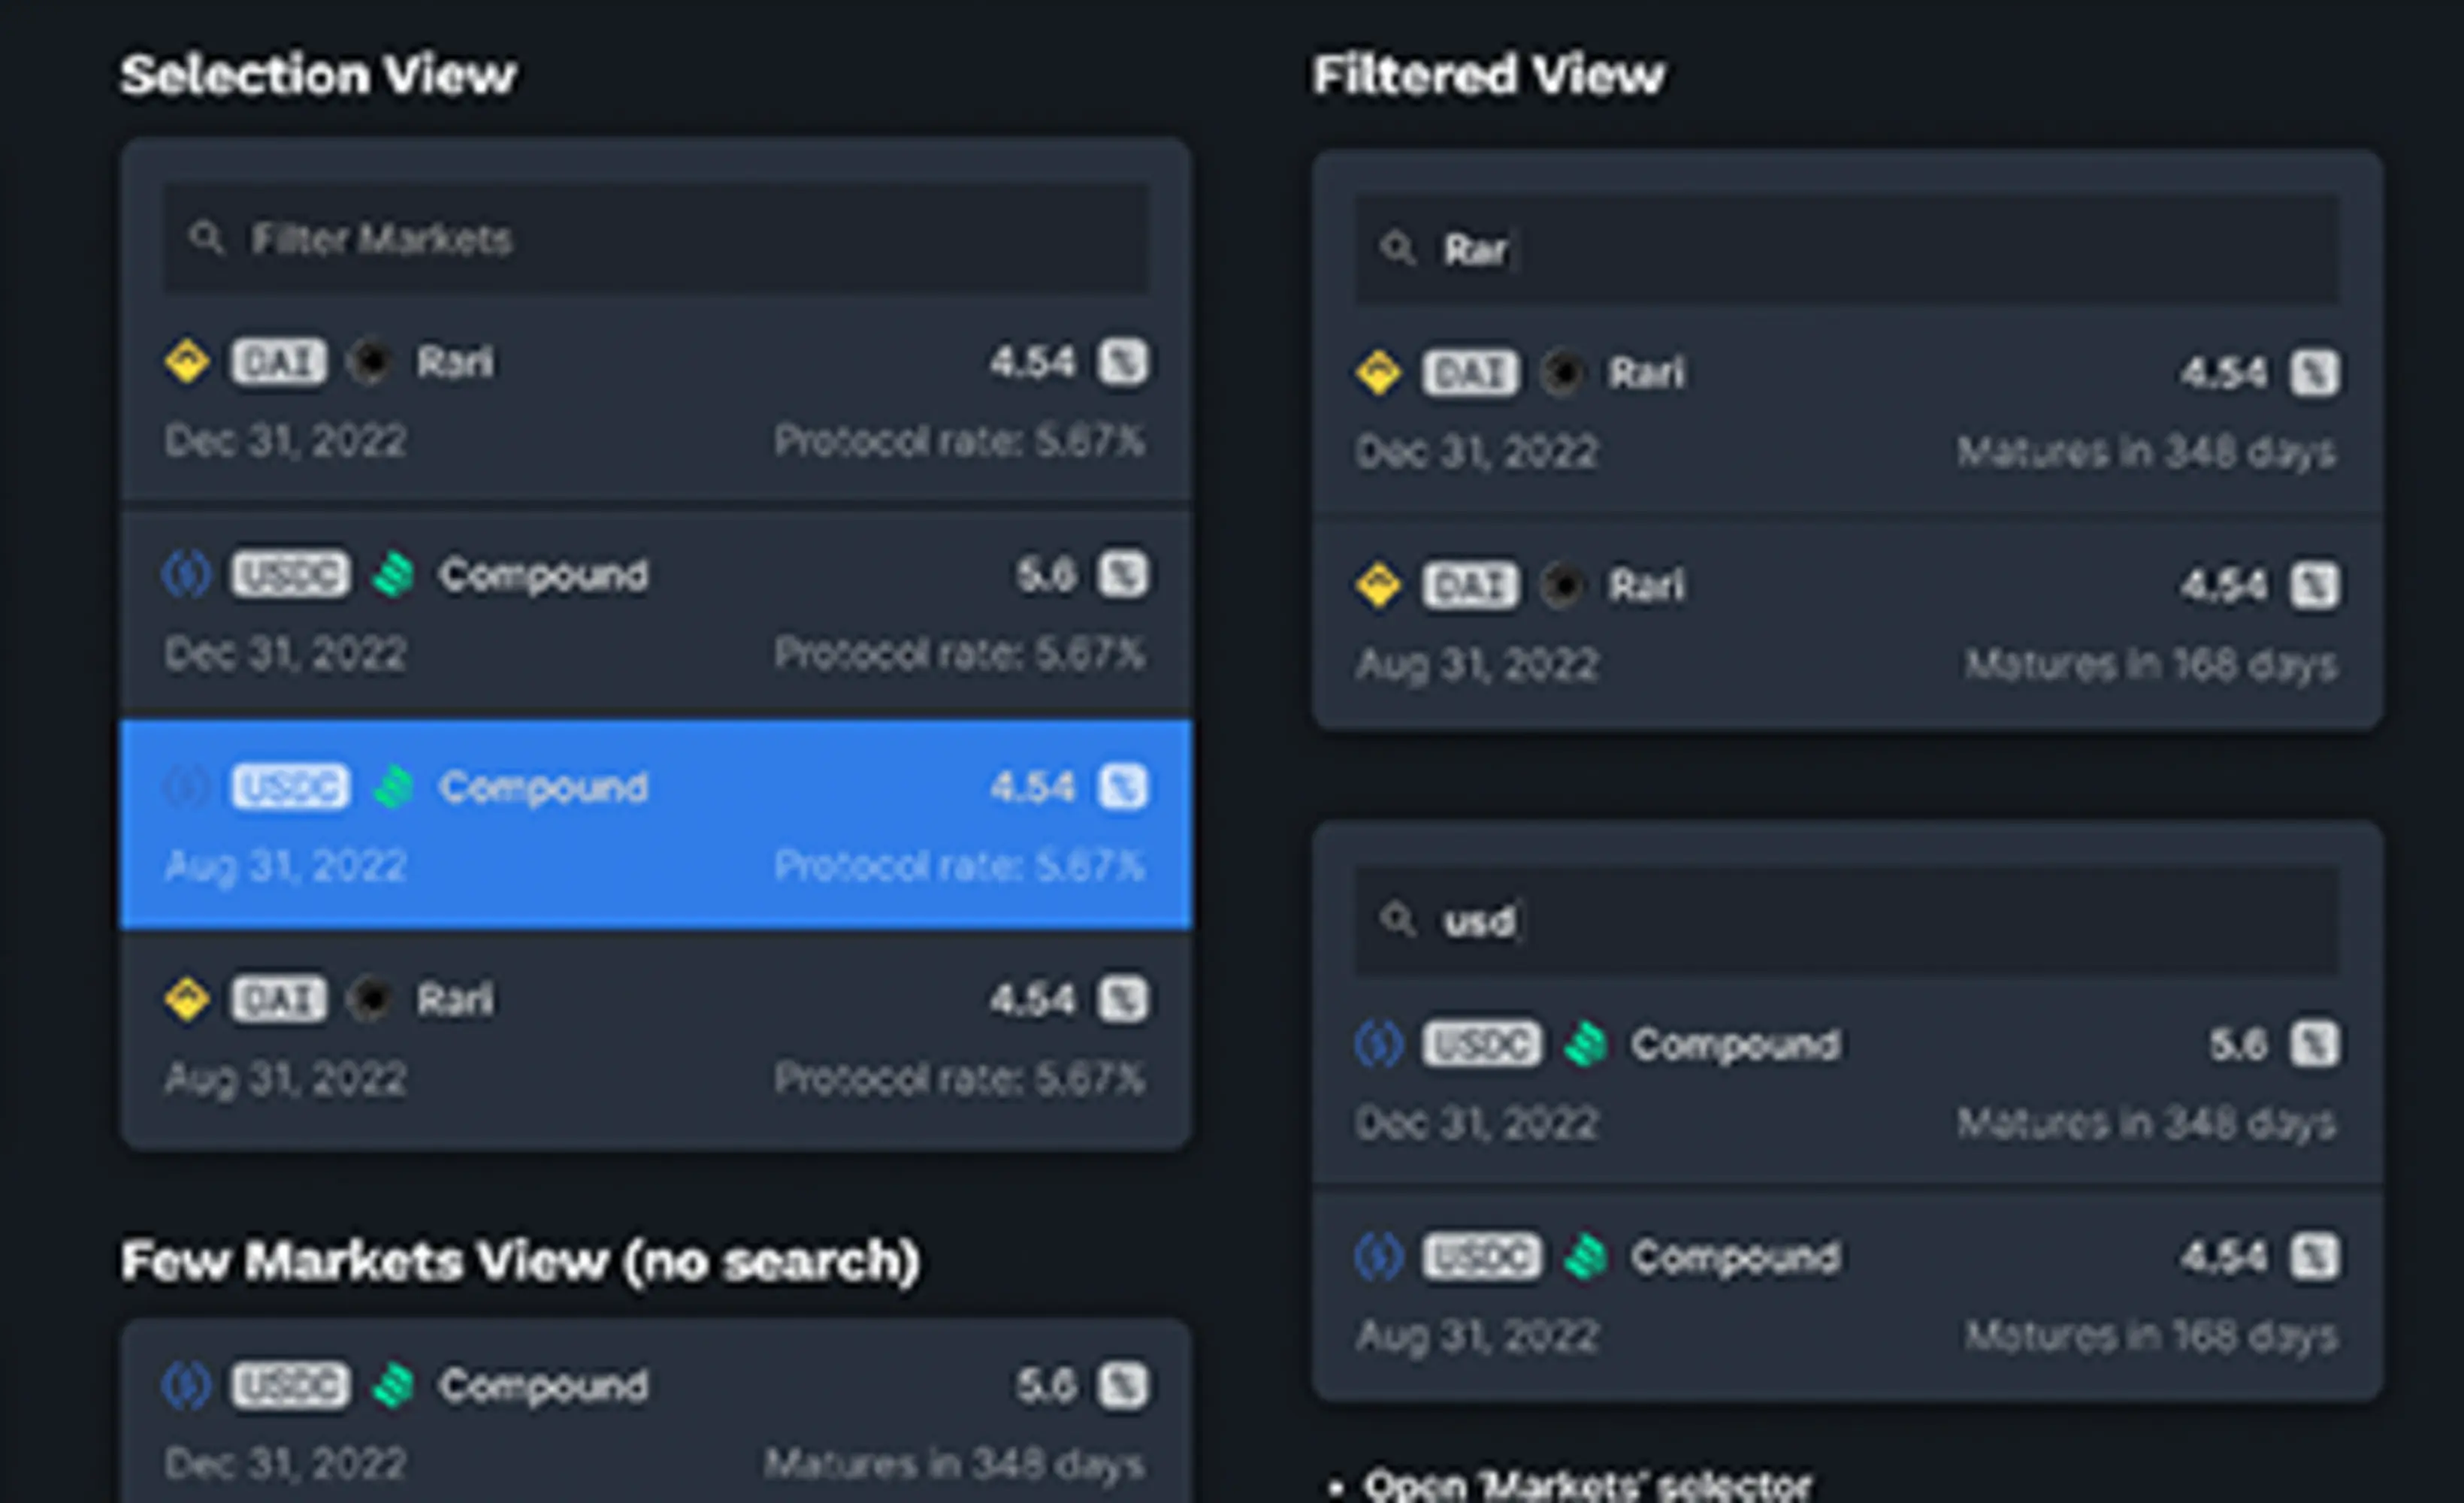 Selection View
Filter Markets
DAI Rari 4.54 %
Dec 31, 2022 Protocol rate: 5.67%
USDC Compound 5.6 %
Dec 31, 2022 Protocol rate: 5.67%
USDC Compound 4.54 %
Aug 31, 2022 Protocol rate: 5.67%
DAI Rari 4.54 %
Aug 31, 2022 Protocol rate: 5.67%
Few Markets View (no search)
USDC Compound 5.6 %
Dec 31, 2022 Matures in 348 days
Filtered View
Rar
DAI Rari 4.54 %
Dec 31, 2022 Matures in 348 days
DAI Rari 4.54 %
Aug 31, 2022 Matures in 168 days
usd
USDC Compound 5.6 %
Dec 31, 2022 Matures in 348 days
USDC Compound 4.54 %
Aug 31, 2022 Matures in 168 days
• Open 'Markets' selector